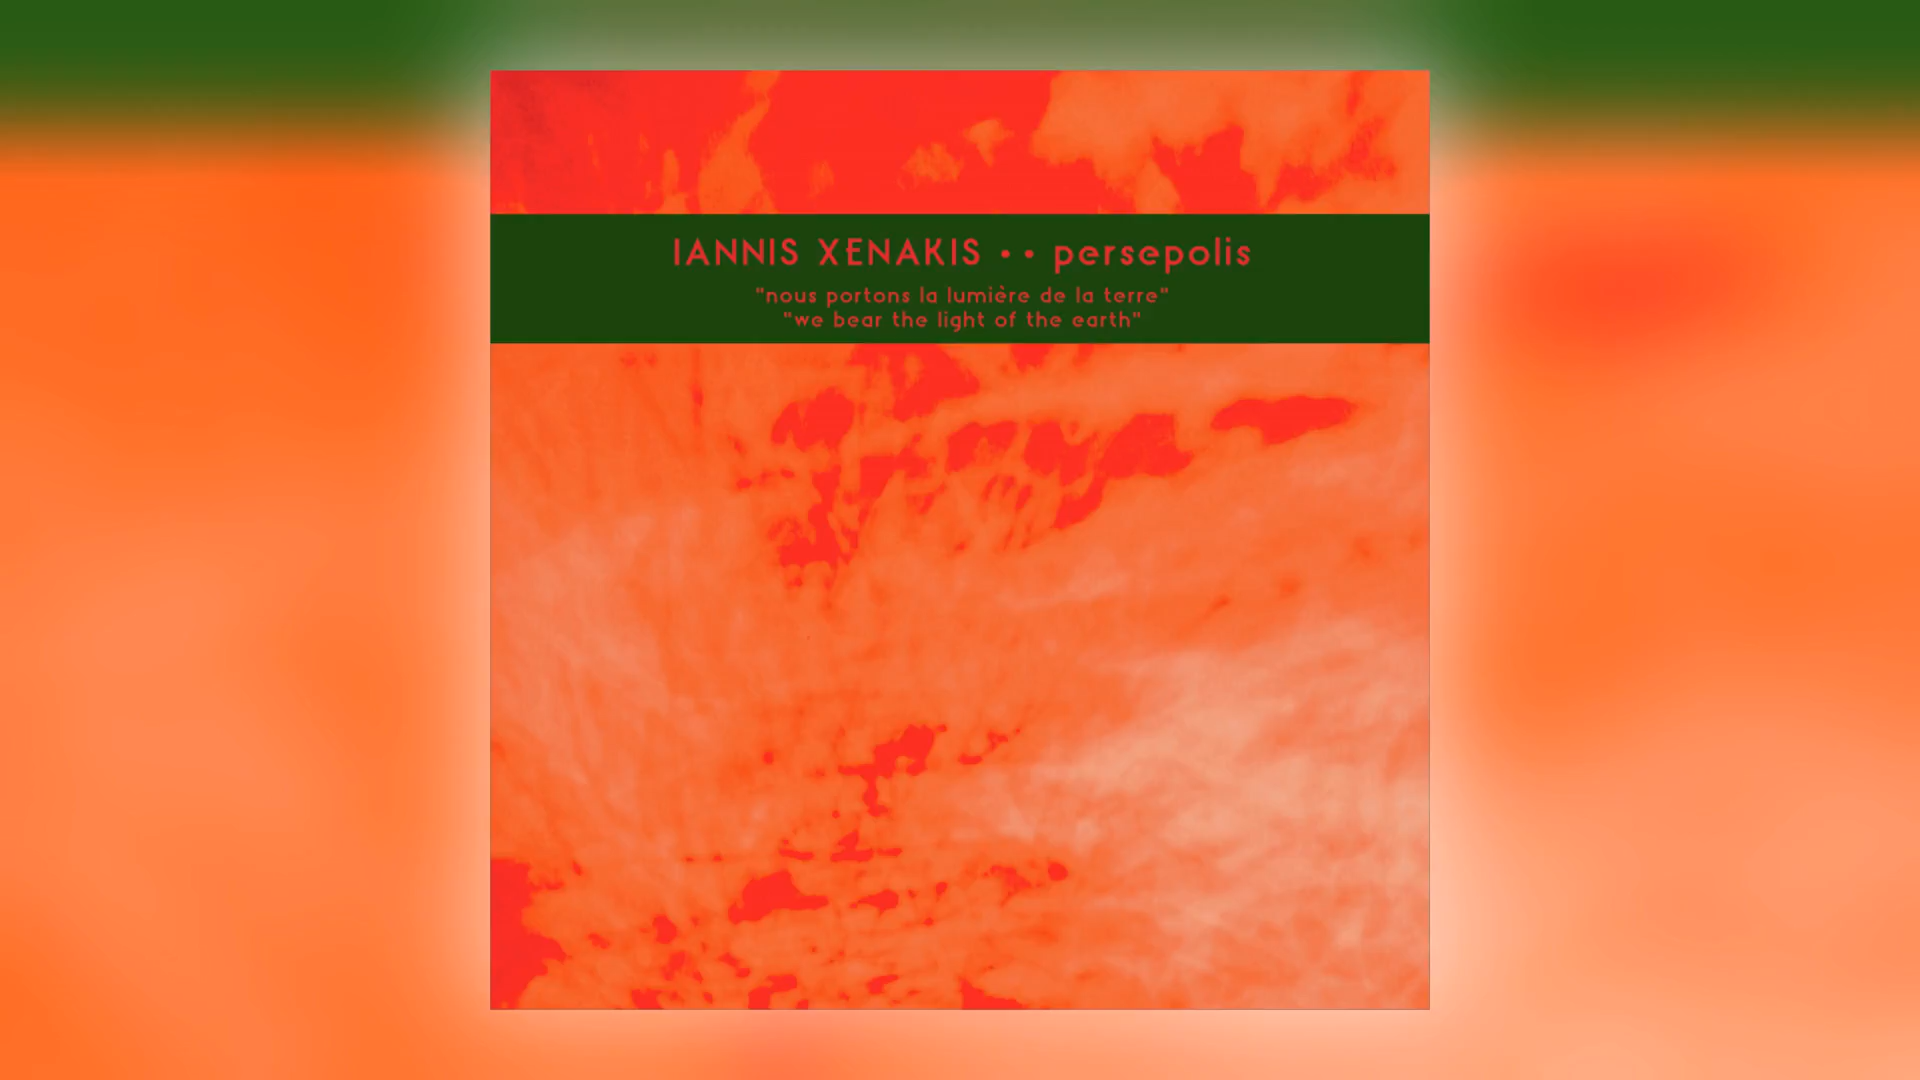 IANNIS XENAKIS •• persepolis
"nous portons la lumière de la terre"
"we bear the light of the earth"